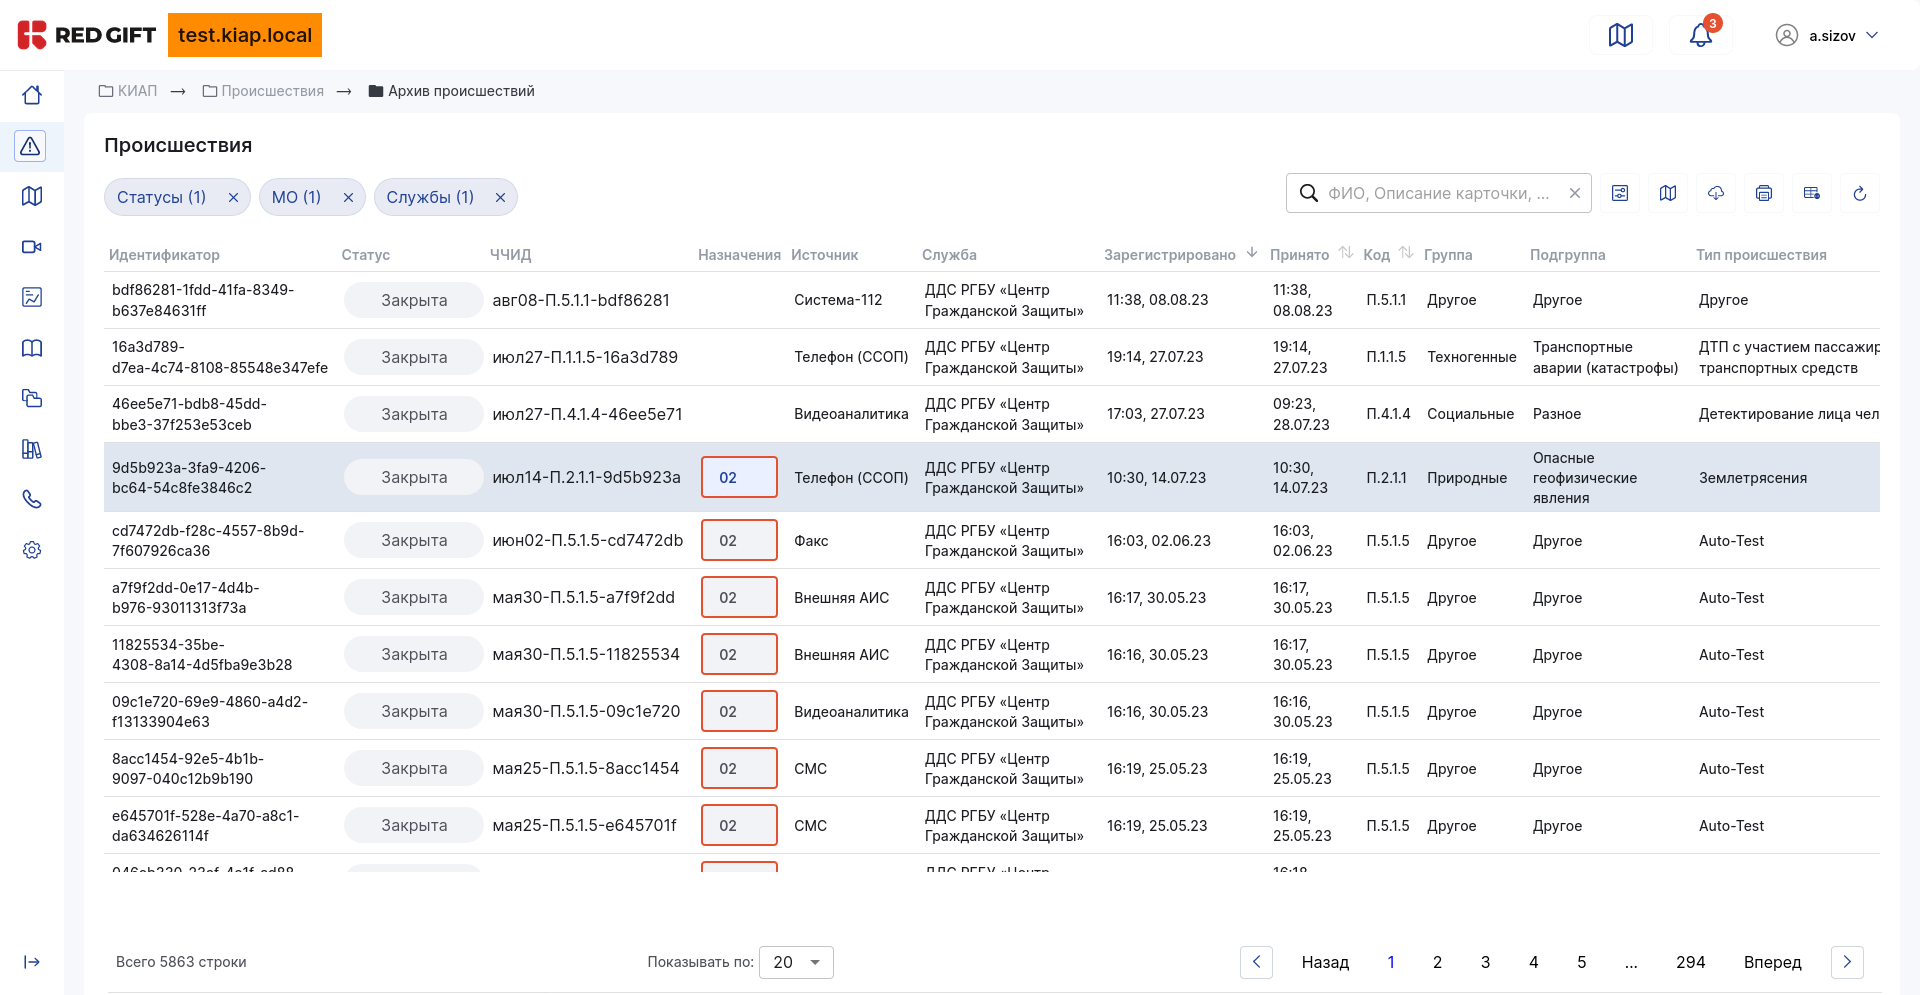 RED GIFT test.kiap.local
3
a.sizov
КИАП → Происшествия → Архив происшествий
Происшествия
Статусы (1) МО (1) Службы (1)
ФИО, Описание карточки, ...
Идентификатор Статус ЧЧИД Назначения Источник Служба Зарегистрировано Принято Код Группа Подгруппа Тип происшествия
bdf86281-1fdd-41fa-8349-
b637e84631ff
Закрыта авг08-П.5.1.1-bdf86281 Система-112
ДДС РГБУ «Центр
Гражданской Защиты»
11:38, 08.08.23
11:38,
08.08.23
П.5.1.1 Другое Другое Другое
16a3d789-
d7ea-4c74-8108-85548e347efe
Закрыта июл27-П.1.1.5-16a3d789 Телефон (ССОП)
ДДС РГБУ «Центр
Гражданской Защиты»
19:14, 27.07.23
19:14,
27.07.23
П.1.1.5 Техногенные
Транспортные
аварии (катастрофы)
ДТП с участием пассажир
транспортных средств
46ee5e71-bdb8-45dd-
bbe3-37f253e53ceb
Закрыта июл27-П.4.1.4-46ee5e71 Видеоаналитика
ДДС РГБУ «Центр
Гражданской Защиты»
17:03, 27.07.23
09:23,
28.07.23
П.4.1.4 Социальные Разное Детектирование лица чел
9d5b923a-3fa9-4206-
bc64-54c8fe3846c2
Закрыта июл14-П.2.1.1-9d5b923a 02 Телефон (ССОП)
ДДС РГБУ «Центр
Гражданской Защиты»
10:30, 14.07.23
10:30,
14.07.23
П.2.1.1 Природные
Опасные
геофизические
явления
Землетрясения
cd7472db-f28c-4557-8b9d-
7f607926ca36
Закрыта июн02-П.5.1.5-cd7472db 02 Факс
ДДС РГБУ «Центр
Гражданской Защиты»
16:03, 02.06.23
16:03,
02.06.23
П.5.1.5 Другое Другое Auto-Test
a7f9f2dd-0e17-4d4b-
b976-93011313f73a
Закрыта мая30-П.5.1.5-a7f9f2dd 02 Внешняя АИС
ДДС РГБУ «Центр
Гражданской Защиты»
16:17, 30.05.23
16:17,
30.05.23
П.5.1.5 Другое Другое Auto-Test
11825534-35be-
4308-8a14-4d5fba9e3b28
Закрыта мая30-П.5.1.5-11825534 02 Внешняя АИС
ДДС РГБУ «Центр
Гражданской Защиты»
16:16, 30.05.23
16:17,
30.05.23
П.5.1.5 Другое Другое Auto-Test
09c1e720-69e9-4860-a4d2-
f13133904e63
Закрыта мая30-П.5.1.5-09c1e720 02 Видеоаналитика
ДДС РГБУ «Центр
Гражданской Защиты»
16:16, 30.05.23
16:16,
30.05.23
П.5.1.5 Другое Другое Auto-Test
8acc1454-92e5-4b1b-
9097-040c12b9b190
Закрыта мая25-П.5.1.5-8acc1454 02 СМС
ДДС РГБУ «Центр
Гражданской Защиты»
16:19, 25.05.23
16:19,
25.05.23
П.5.1.5 Другое Другое Auto-Test
e645701f-528e-4a70-a8c1-
da634626114f
Закрыта мая25-П.5.1.5-e645701f 02 СМС
ДДС РГБУ «Центр
Гражданской Защиты»
16:19, 25.05.23
16:19,
25.05.23
П.5.1.5 Другое Другое Auto-Test
ДДС РГБУ «Центр
16:18
Всего 5863 строки Показывать по: 20 Назад 1 2 3 4 5 ... 294 Вперед